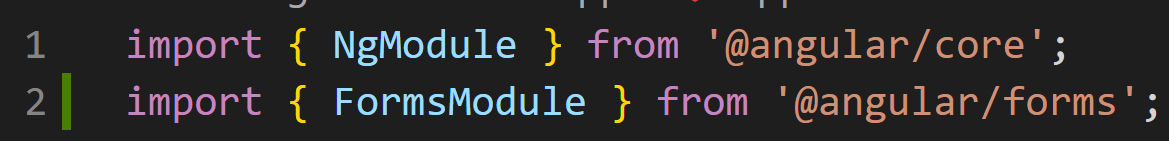 1 import { NgModule } from '@angular/core';
2 import { FormsModule } from '@angular/forms';